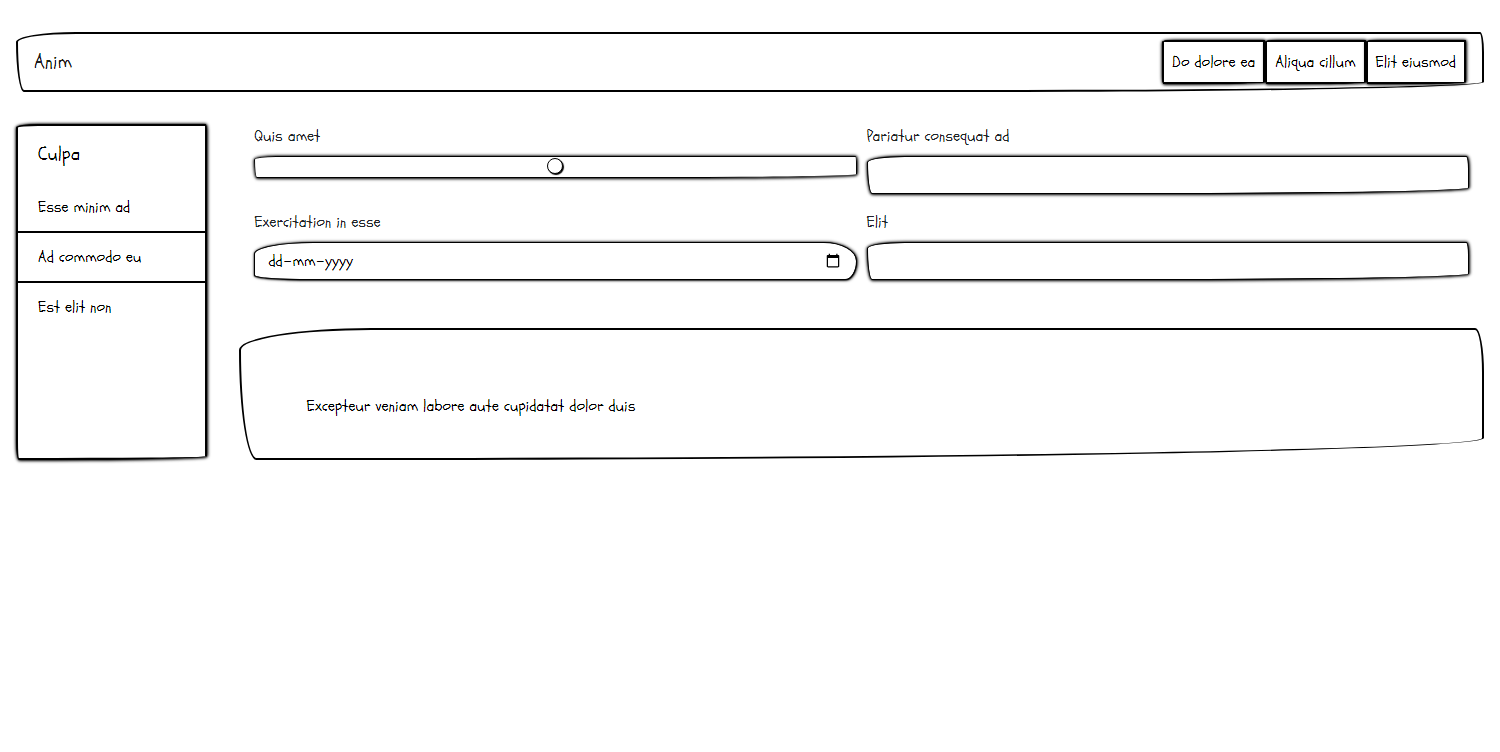 Anim
Do dolore ea
Aliqua cillum
Elit eiusmod
Culpa
Esse minim ad
Ad commodo eu
Est elit non
Quis amet
Pariatur consequat ad
Exercitation in esse
dd-mm-yyyy
Elit
Excepteur veniam labore aute cupidatat dolor duis